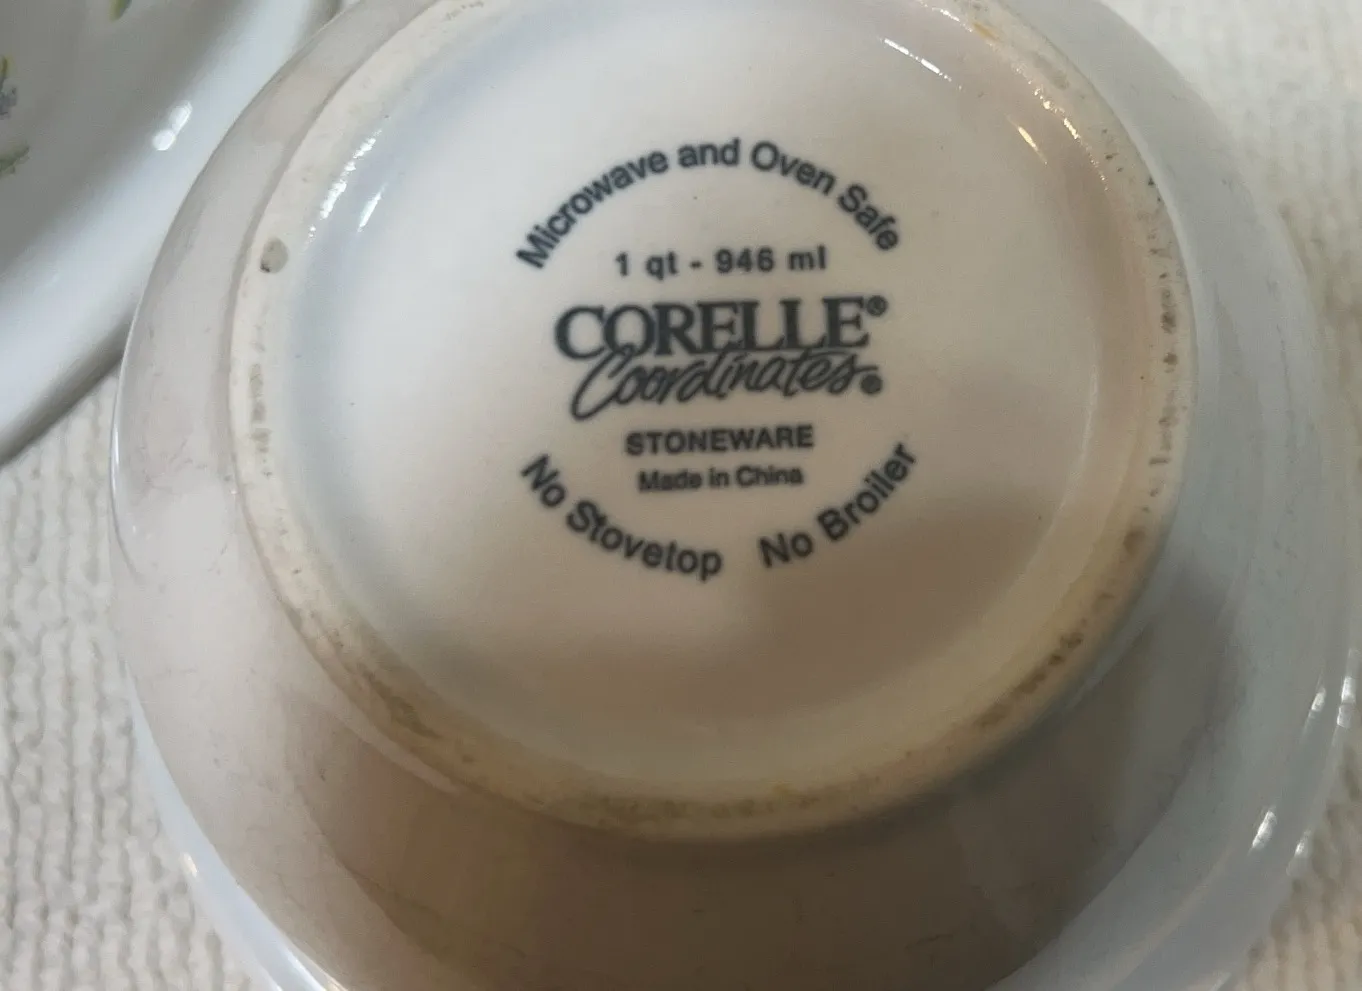 Microwave and Oven Safe
1 qt - 946 ml
CORELLE®
Coordinates®
STONEWARE
Made in China
No Stovetop No Broiler